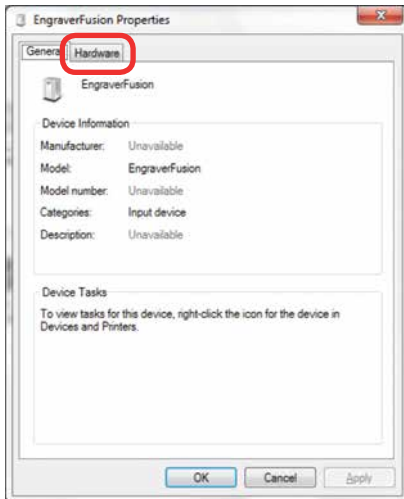 EngraverFusion Properties
General Hardware
EngraverFusion
Device Information
Manufacturer: Unavailable
Model: EngraverFusion
Model number: Unavailable
Categories: Input device
Description: Unavailable
Device Tasks
To view tasks for this device, right-click the icon for the device in
Devices and Printers.
OK Cancel Apply